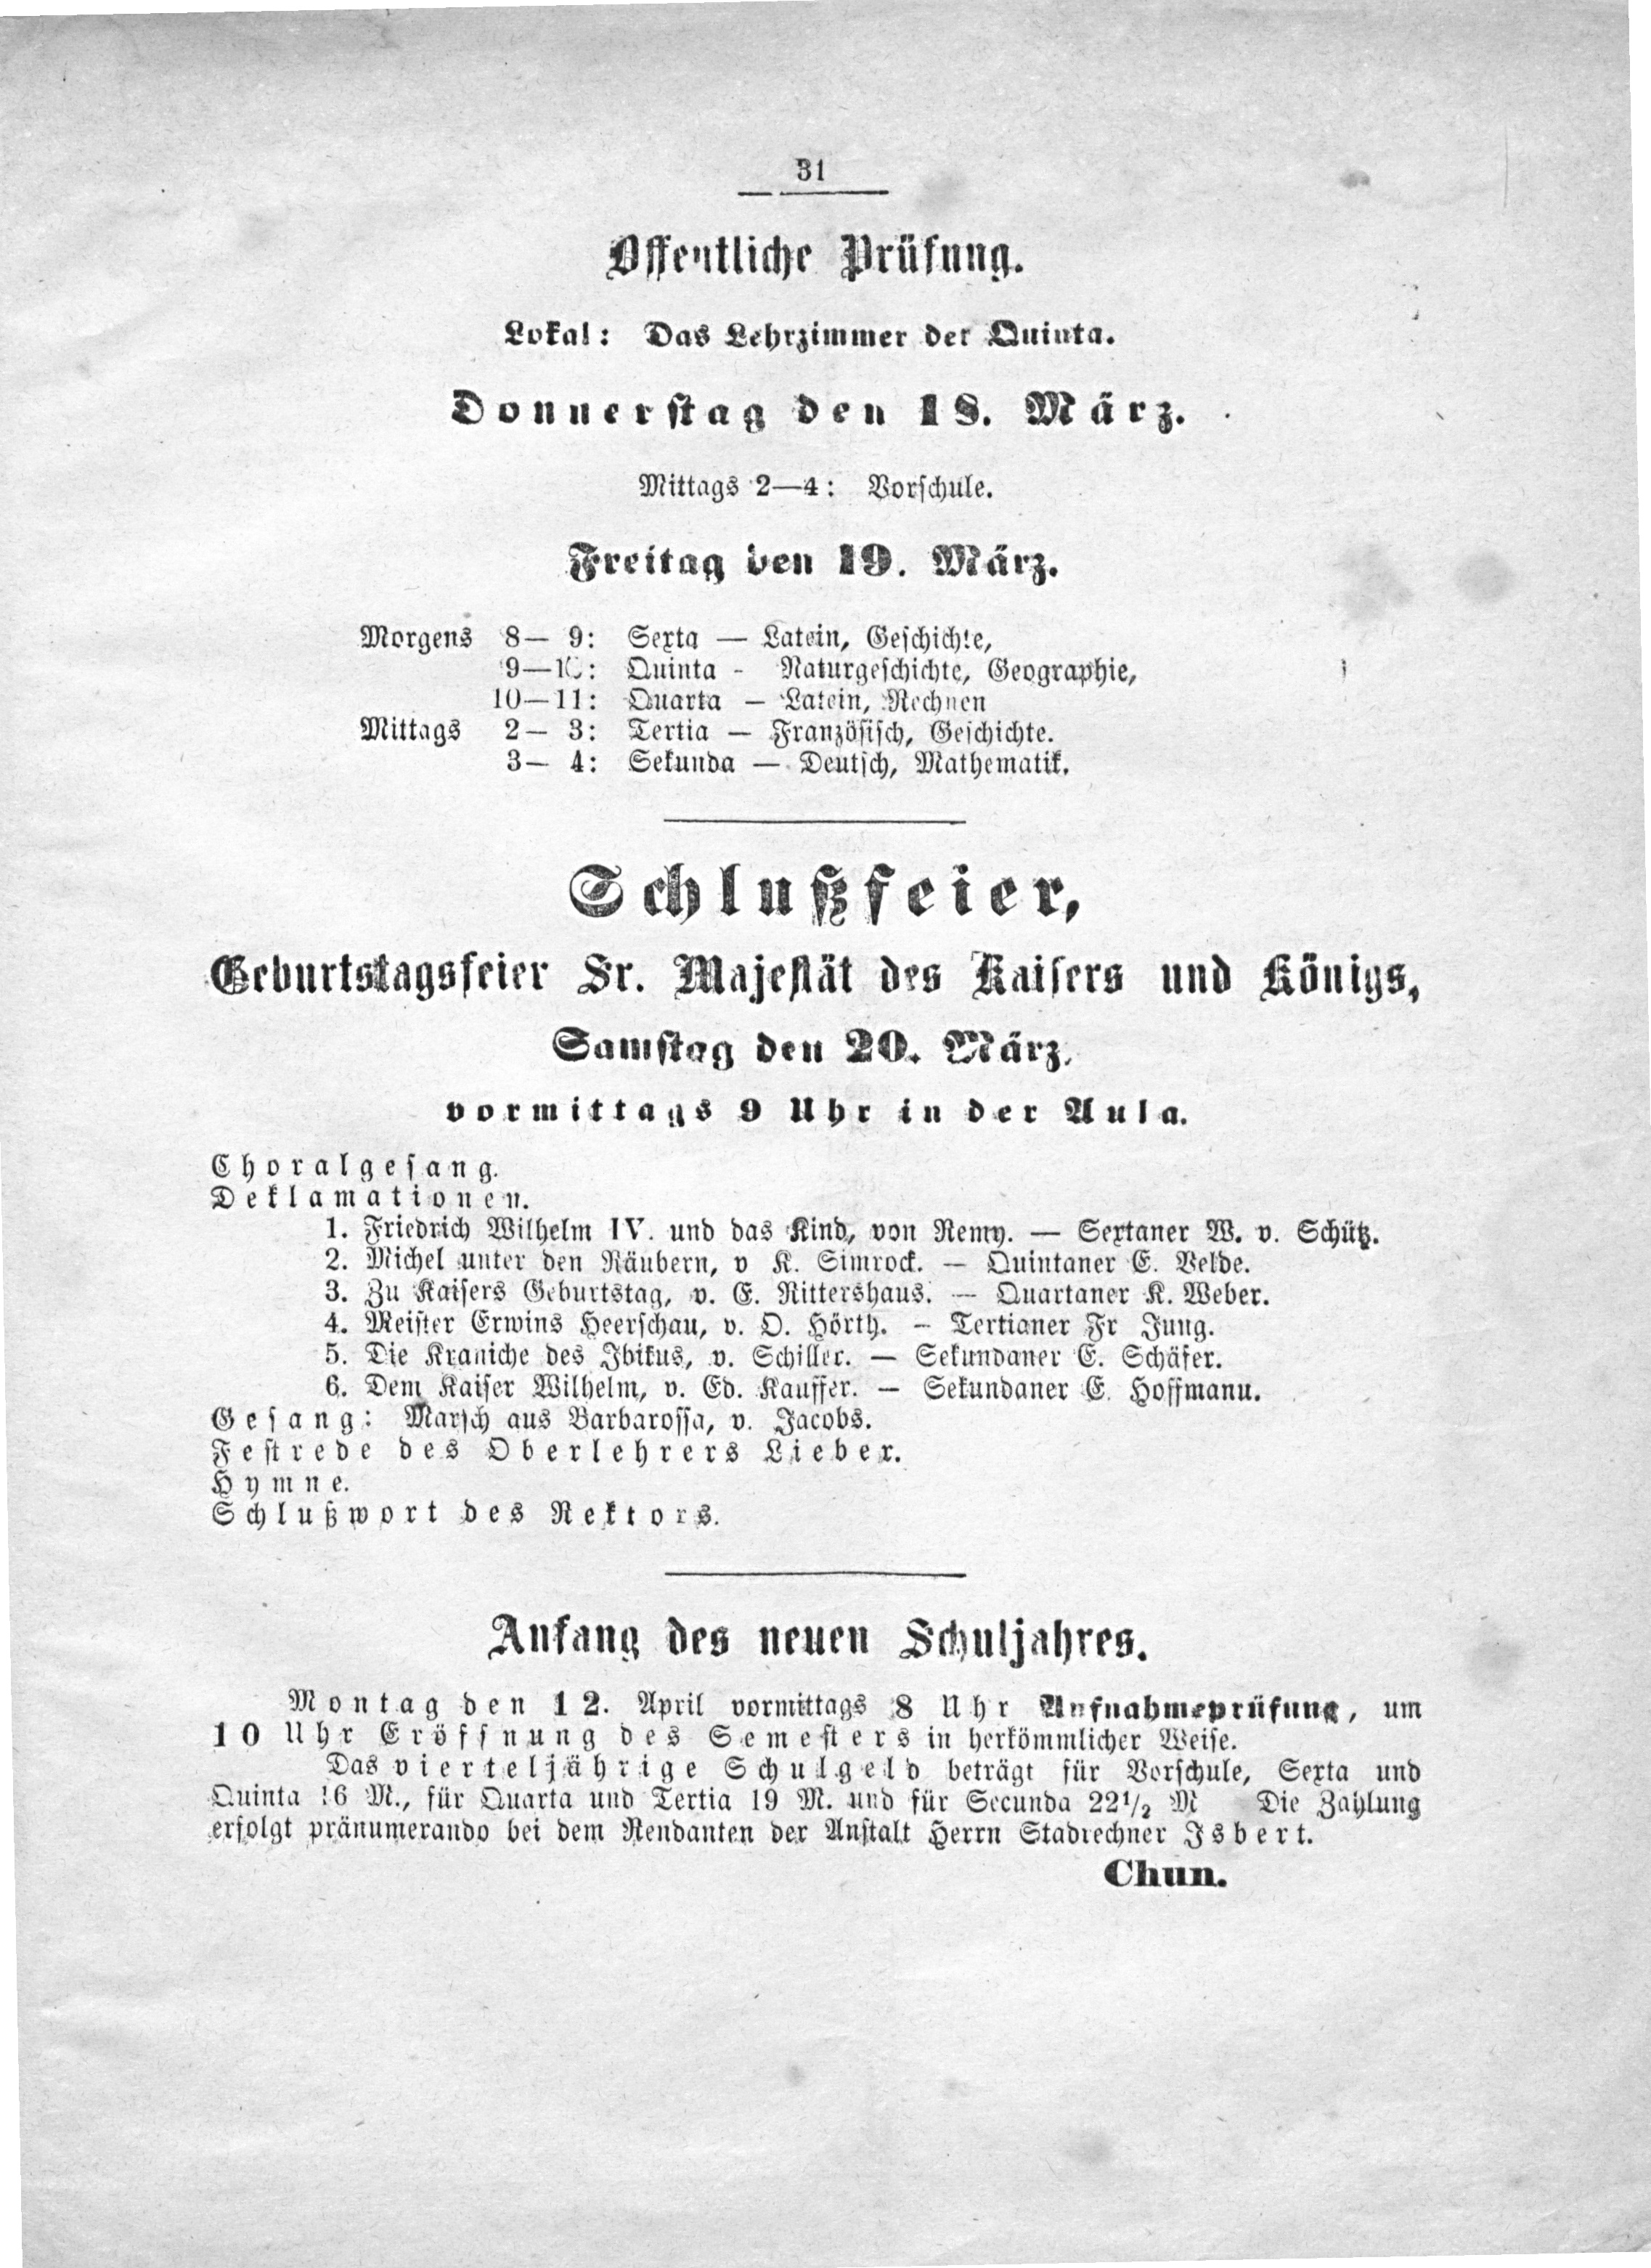 31
Öffentliche Prüfung.
Lokal: Das Lehrzimmer der Quinta.
Donnerstag den 18. März.
Mittags 2—4: Vorschule.
Freitag den 19. März.
Morgens 8— 9: Sexta — Latein, Geschichte,
9—10: Quinta - Naturgeschichte, Geographie,
10—11: Quarta — Latein, Rechnen
Mittags 2— 3: Tertia — Französisch, Geschichte.
3— 4: Sekunda — Deutsch, Mathematik.
Schlußfeier,
Geburtstagsfeier Sr. Majestät des Kaisers und Königs,
Samstag den 20. März.
vormittags 9 Uhr in der Aula.
Choralgesang.
Deklamationen.
1. Friedrich Wilhelm IV. und das Kind, von Remy. — Sextaner W. v. Schütz.
2. Michel unter den Räubern, v K. Simrock. — Quintaner E. Velde.
3. Zu Kaisers Geburtstag, v. E. Rittershaus. — Quartaner K. Weber.
4. Meister Erwins Heerschau, v. O. Hörth. — Tertianer Fr Jung.
5. Die Kraniche des Ibikus, v. Schiller. — Sekundaner E. Schäfer.
6. Dem Kaiser Wilhelm, v. Ed. Kauffer. — Sekundaner E. Hoffmann.
Gesang: Marsch aus Barbarossa, v. Jacobs.
Festrede des Oberlehrers Lieber.
Hymne.
Schlußwort des Rektors.
Anfang des neuen Schuljahres.
Montag den 12. April vormittags 8 Uhr Aufnahmeprüfung, um
10 Uhr Eröffnung des Semesters in herkömmlicher Weise.
Das vierteljährige Schulgeld beträgt für Vorschule, Sexta und
Quinta 16 M., für Quarta und Tertia 19 M. und für Secunda 22½ M Die Zahlung
erfolgt pränumerando bei dem Rendanten der Anstalt Herrn Stadtrechner Isbert.
Chun.